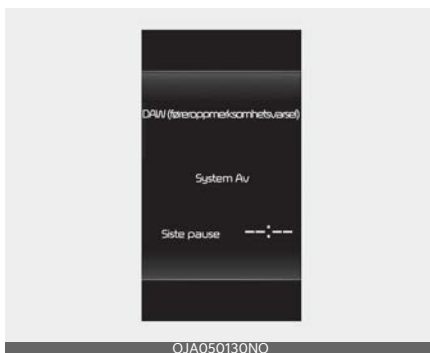 DAW (føreroppmerksomhetsvarsel)
System Av
Siste pause --:--
OJA050130NO